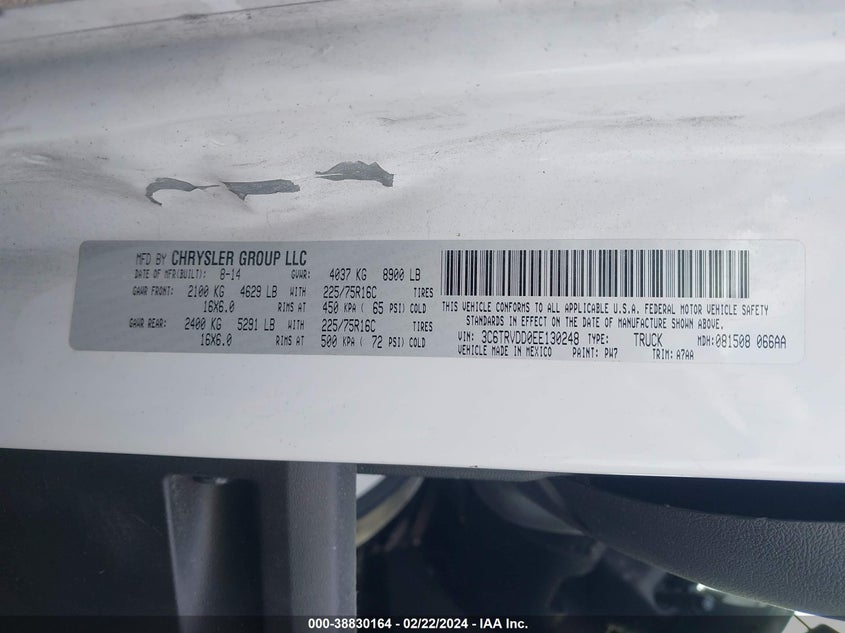 MFD BY CHRYSLER GROUP LLC
DATE OF MFR(BUILT): 8-14 GVWR: 4037 KG 8900 LB
GAWR FRONT: 2100 KG 4629 LB WITH 225/75R16C TIRES
16X6.0 RIMS AT 450 KPA ( 65 PSI) COLD
GAWR REAR: 2400 KG 5291 LB WITH 225/75R16C TIRES
16X6.0 RIMS AT 500 KPA ( 72 PSI) COLD
THIS VEHICLE CONFORMS TO ALL APPLICABLE U.S.A. FEDERAL MOTOR VEHICLE SAFETY
STANDARDS IN EFFECT ON THE DATE OF MANUFACTURE SHOWN ABOVE.
VIN: 3C6TRVDD0EE130248 TYPE: TRUCK MDH: 081508 066AA
VEHICLE MADE IN MEXICO PAINT: PW7 TRIM: A7AA
000-38830164 - 02/22/2024 - IAA Inc.